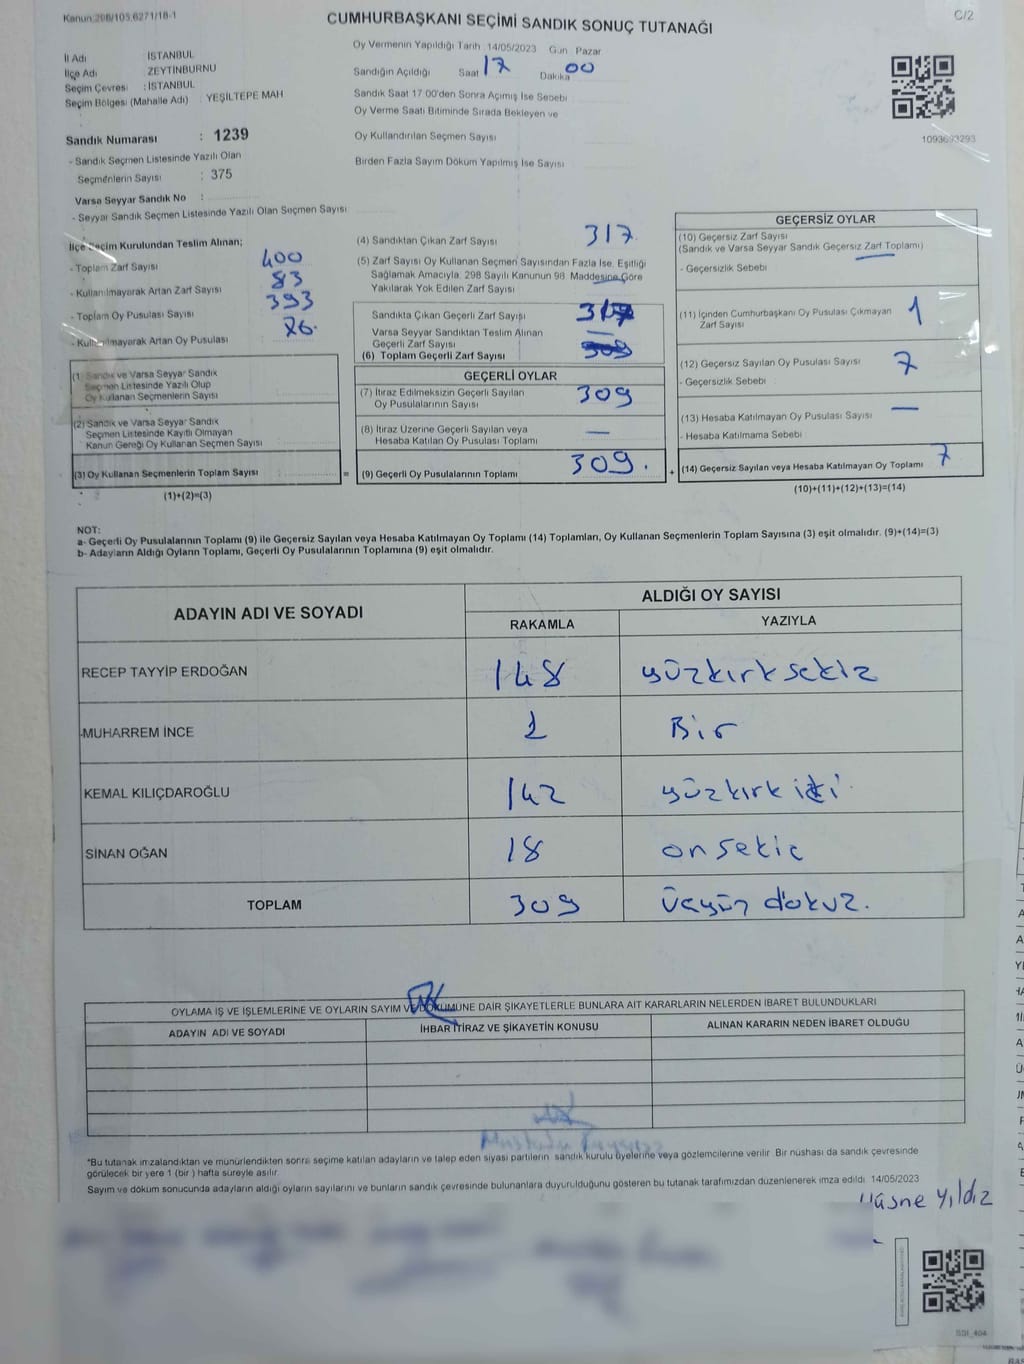 Kanun:298/103,6271/18-1
CUMHURBAŞKANI SEÇİMİ SANDIK SONUÇ TUTANAĞI
C/2
İl Adı İSTANBUL
İlçe Adı ZEYTİNBURNU
Seçim Çevresi : İSTANBUL
Seçim Bölgesi (Mahalle Adı) YEŞİLTEPE MAH
Oy Vermenin Yapıldığı Tarih 14/05/2023 Gün Pazar
Sandığın Açıldığı Saat 17 Dakika 00
Sandık Saat 17 00'den Sonra Açımış İse Sebebi
Oy Verme Saati Bitiminde Sırada Bekleyen ve
Oy Kullandırılan Seçmen Sayısı
Birden Fazla Sayım Döküm Yapılmış İse Sayısı
1093693293
Sandık Numarası : 1239
- Sandık Seçmen Listesinde Yazılı Olan
Seçmenlerin Sayısı : 375
Varsa Seyyar Sandık No :
- Seyyar Sandık Seçmen Listesinde Yazılı Olan Seçmen Sayısı
İlçe Seçim Kurulundan Teslim Alınan;
- Toplam Zarf Sayısı 400
- Kullanılmayarak Artan Zarf Sayısı 83
- Toplam Oy Pusulası Sayısı 393
- Kullanılmayarak Artan Oy Pusulası 76.
(1) Sandık ve Varsa Seyyar Sandık
Seçmen Listesinde Yazılı Olup
Oy Kullanan Seçmenlerin Sayısı
(2) Sandık ve Varsa Seyyar Sandık
Seçmen Listesinde Kayıtlı Olmayan
Kanun Gereği Oy Kullanan Seçmen Sayısı
(3) Oy Kullanan Seçmenlerin Toplam Sayısı =
(1)+(2)=(3)
(4) Sandıktan Çıkan Zarf Sayısı 317
(5) Zarf Sayısı Oy Kullanan Seçmen Sayısından Fazla İse, Eşitliği
Sağlamak Amacıyla, 298 Sayılı Kanunun 98 Maddesine Göre
Yakılarak Yok Edilen Zarf Sayısı
Sandıkta Çıkan Geçerli Zarf Sayısı 317
Varsa Seyyar Sandıktan Teslim Alınan
Geçerli Zarf Sayısı —
(6) Toplam Geçerli Zarf Sayısı 309
GEÇERLİ OYLAR
(7) İtiraz Edilmeksizin Geçerli Sayılan
Oy Pusulalarının Sayısı 309
(8) İtiraz Üzerine Geçerli Sayılan veya
Hesaba Katılan Oy Pusulası Toplamı —
(9) Geçerli Oy Pusulalarının Toplamı 309. +
GEÇERSİZ OYLAR
(10) Geçersiz Zarf Sayısı
(Sandık ve Varsa Seyyar Sandık Geçersiz Zarf Toplamı)
- Geçersizlik Sebebi —
(11) İçinden Cumhurbaşkanı Oy Pusulası Çıkmayan
Zarf Sayısı 1
(12) Geçersiz Sayılan Oy Pusulası Sayısı 7
- Geçersizlik Sebebi
(13) Hesaba Katılmayan Oy Pusulası Sayısı —
- Hesaba Katılmama Sebebi
(14) Geçersiz Sayılan veya Hesaba Katılmayan Oy Toplamı 7
(10)+(11)+(12)+(13)=(14)
NOT:
a- Geçerli Oy Pusulalarının Toplamı (9) ile Geçersiz Sayılan veya Hesaba Katılmayan Oy Toplamı (14) Toplamları, Oy Kullanan Seçmenlerin Toplam Sayısına (3) eşit olmalıdır. (9)+(14)=(3)
b- Adayların Aldığı Oyların Toplamı, Geçerli Oy Pusulalarının Toplamına (9) eşit olmalıdır.
ADAYIN ADI VE SOYADI ALDIĞI OY SAYISI
RAKAMLA YAZIYLA
RECEP TAYYİP ERDOĞAN 148 yüzkırksekiz
MUHARREM İNCE 1 Bir
KEMAL KILIÇDAROĞLU 142 yüzkırk iki
SİNAN OĞAN 18 on sekiz
TOPLAM 309 üçyüz dokuz.
OYLAMA İŞ VE İŞLEMLERİNE VE OYLARIN SAYIM VE DÖKÜMÜNE DAİR ŞİKAYETLERLE BUNLARA AİT KARARLARIN NELERDEN İBARET BULUNDUKLARI
ADAYIN ADI VE SOYADI İHBAR İTİRAZ VE ŞİKAYETİN KONUSU ALINAN KARARIN NEDEN İBARET OLDUĞU
*Bu tutanak imzalandıktan ve mühürlendikten sonra seçime katılan adayların ve talep eden siyasi partilerin sandık kurulu üyelerine veya gözlemcilerine verilir. Bir nüshası da sandık çevresinde
görülecek bir yere 1 (bir) hafta süreyle asılır.
Sayım ve döküm sonucunda adayların aldığı oyların sayılarını ve bunların sandık çevresinde bulunanlara duyurulduğunu gösteren bu tutanak tarafımızdan düzenlenerek imza edildi 14/05/2023
Hüsne Yıldız